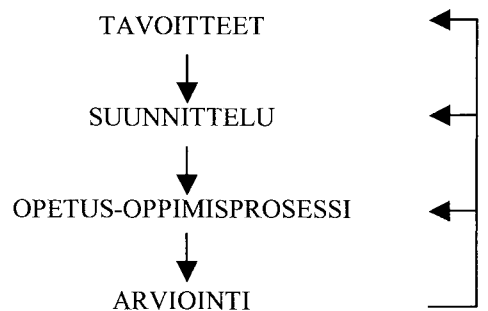 TAVOITTEET
SUUNNITTELU
OPETUS-OPPIMISPROSESSI
ARVIOINTI